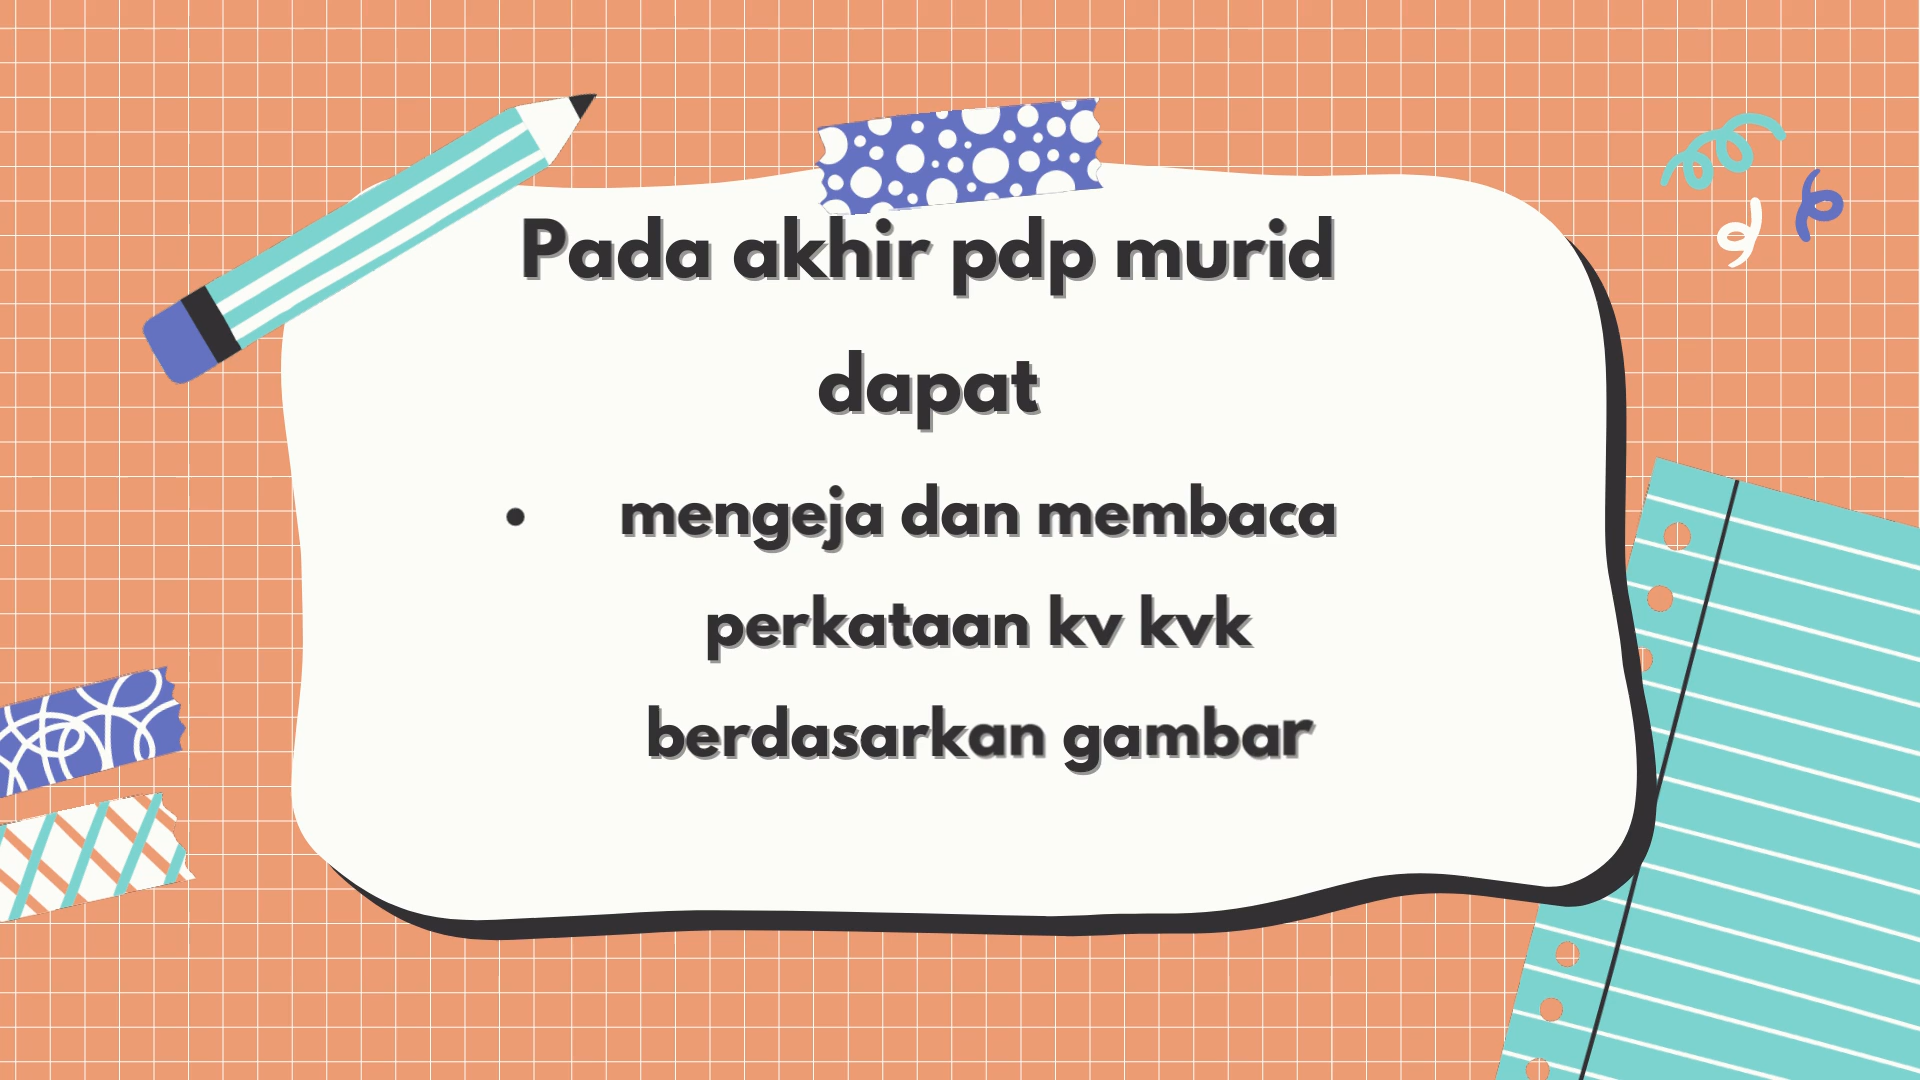 Pada akhir pdp murid
dapat
• mengeja dan membaca
perkataan kv kvk
berdasarkan gambar